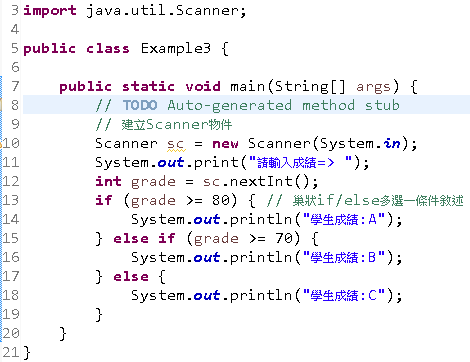 3 import java.util.Scanner;
4
5 public class Example3 {
6
7     public static void main(String[] args) {
8         // TODO Auto-generated method stub
9         // 建立Scanner物件
10         Scanner sc = new Scanner(System.in);
11         System.out.print("請輸入成績=> ");
12         int grade = sc.nextInt();
13         if (grade >= 80) { // 巢狀if/else多選一條件敘述
14             System.out.println("學生成績:A");
15         } else if (grade >= 70) {
16             System.out.println("學生成績:B");
17         } else {
18             System.out.println("學生成績:C");
19         }
20     }
21 }